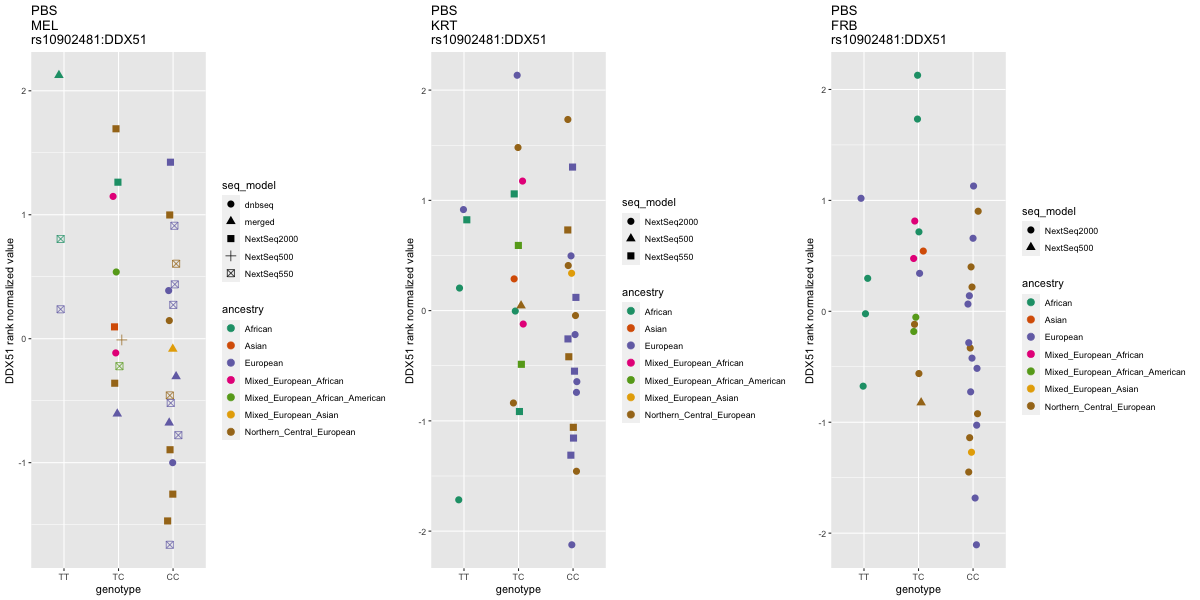 PBS
MEL
rs10902481:DDX51
DDX51 rank normalized value
2
1
0
-1
TT
TC
CC
genotype
seq_model
dnbseq
merged
NextSeq2000
NextSeq500
NextSeq550
ancestry
African
Asian
European
Mixed_European_African
Mixed_European_African_American
Mixed_European_Asian
Northern_Central_European
PBS
KRT
rs10902481:DDX51
DDX51 rank normalized value
2
1
0
-1
-2
TT
TC
CC
genotype
seq_model
NextSeq2000
NextSeq500
NextSeq550
ancestry
African
Asian
European
Mixed_European_African
Mixed_European_African_American
Mixed_European_Asian
Northern_Central_European
PBS
FRB
rs10902481:DDX51
DDX51 rank normalized value
2
1
0
-1
-2
TT
TC
CC
genotype
seq_model
NextSeq2000
NextSeq500
ancestry
African
Asian
European
Mixed_European_African
Mixed_European_African_American
Mixed_European_Asian
Northern_Central_European